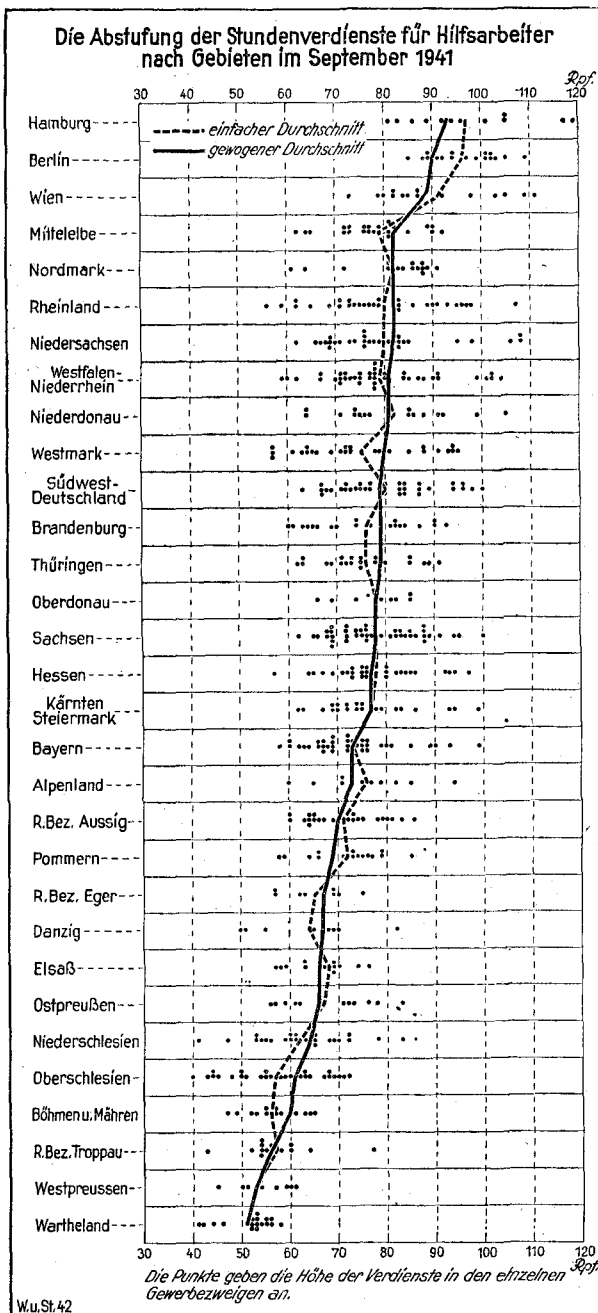 Die Abstufung der Stundenverdienste für Hilfsarbeiter
nach Gebieten im September 1941
Rpf.
30 40 50 60 70 80 90 100 110 120
einfacher Durchschnitt
gewogener Durchschnitt
Hamburg
Berlin
Wien
Mittelelbe
Nordmark
Rheinland
Niedersachsen
Westfalen-
Niederrhein
Niederdonau
Westmark
Südwest-
Deutschland
Brandenburg
Thüringen
Oberdonau
Sachsen
Hessen
Kärnten
Steiermark
Bayern
Alpenland
R.Bez. Aussig
Pommern
R.Bez. Eger
Danzig
Elsaß
Ostpreußen
Niederschlesien
Oberschlesien
Böhmen u. Mähren
R.Bez. Troppau
Westpreussen
Wartheland
30 40 50 60 70 80 90 100 110 120
Rpf.
Die Punkte geben die Höhe der Verdienste in den einzelnen
Gewerbezweigen an.
W.u.St.42